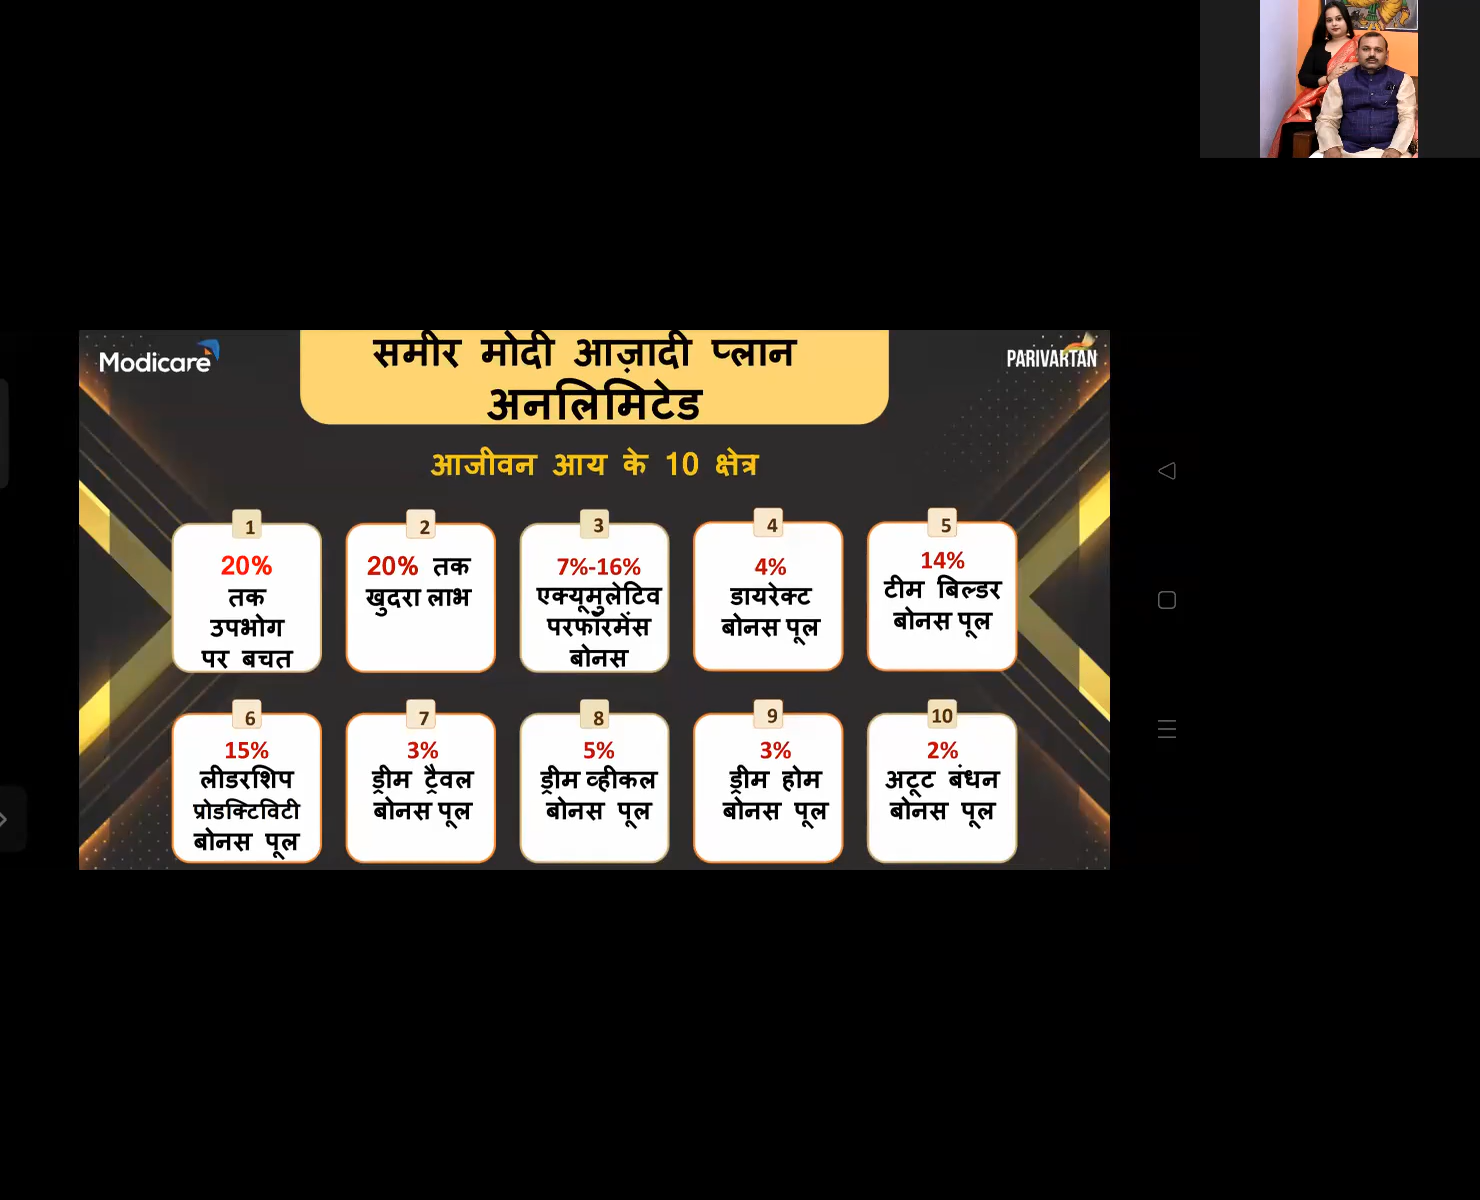 Modicare
समीर मोदी आज़ादी प्लान
अनलिमिटेड
PARIVARTAN
आजीवन आय के 10 क्षेत्र
1
20%
तक
उपभोग
पर बचत
2
20% तक
खुदरा लाभ
3
7%-16%
एक्यूमुलेटिव
परफॉरमेंस
बोनस
4
4%
डायरेक्ट
बोनस पूल
5
14%
टीम बिल्डर
बोनस पूल
6
15%
लीडरशिप
प्रोडक्टिविटी
बोनस पूल
7
3%
ड्रीम ट्रैवल
बोनस पूल
8
5%
ड्रीम व्हीकल
बोनस पूल
9
3%
ड्रीम होम
बोनस पूल
10
2%
अटूट बंधन
बोनस पूल